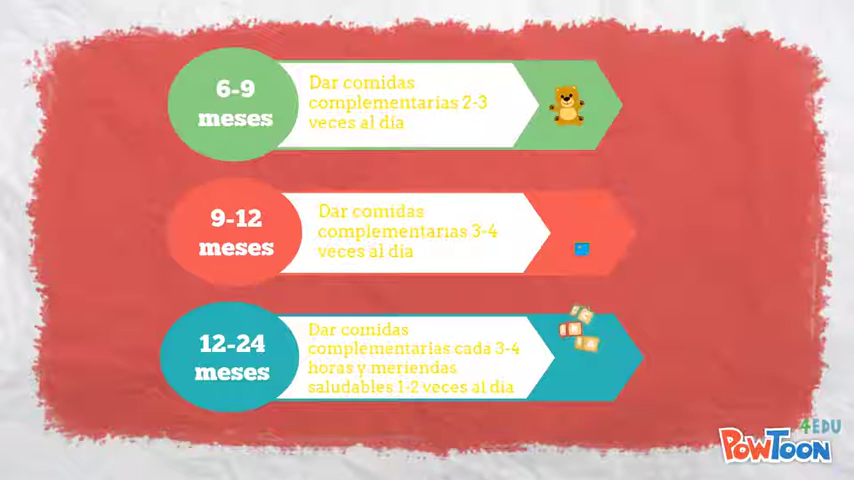 6-9
meses
Dar comidas
complementarias 2-3
veces al día
9-12
meses
Dar comidas
complementarias 3-4
veces al día
12-24
meses
Dar comidas
complementarias cada 3-4
horas y meriendas
saludables 1-2 veces al día
4EDU
POWTOON